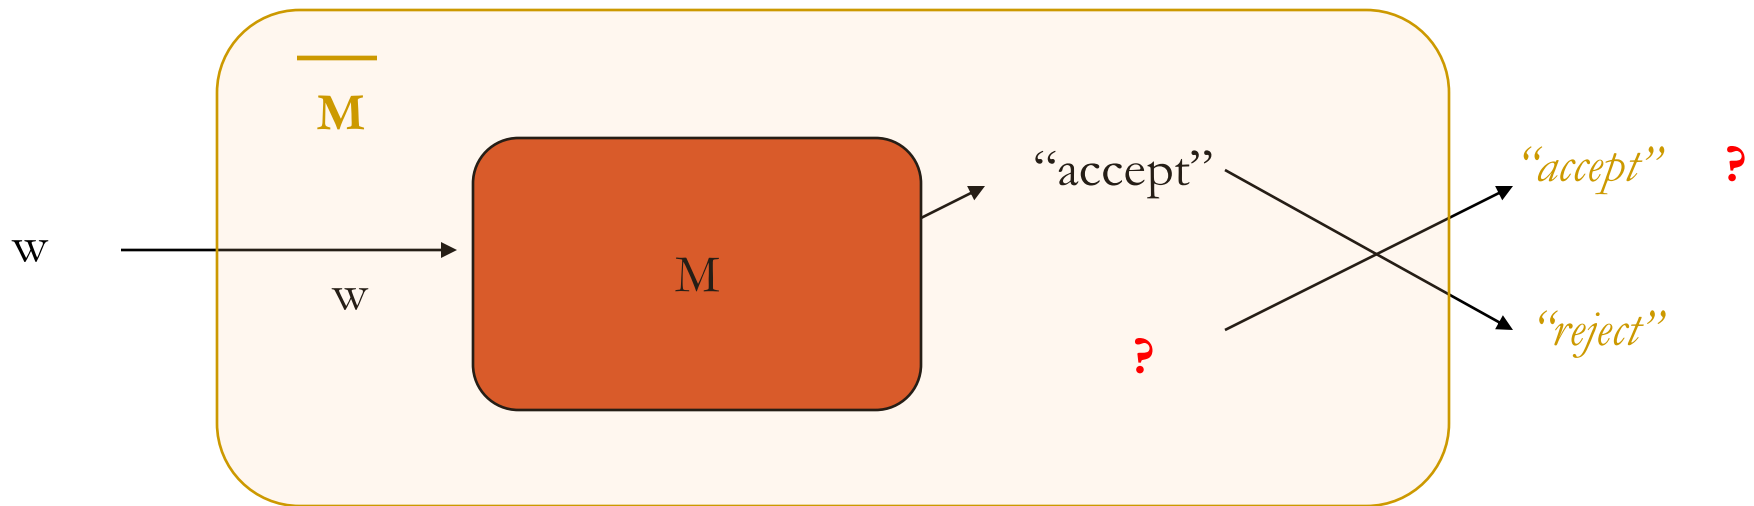 M
“accept”
“accept” ?
w
w
M
“reject”
?